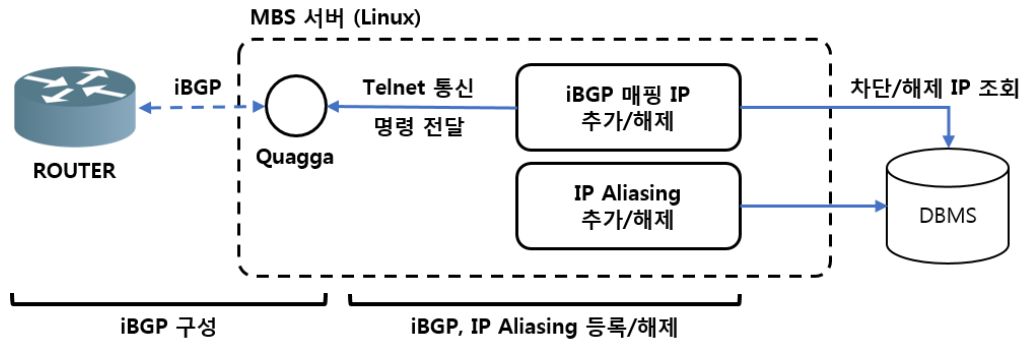 MBS 서버 (Linux)
iBGP
Telnet 통신
명령 전달
iBGP 매핑 IP
추가/해제
차단/해제 IP 조회
Quagga
ROUTER
IP Aliasing
추가/해제
DBMS
iBGP 구성
iBGP, IP Aliasing 등록/해제